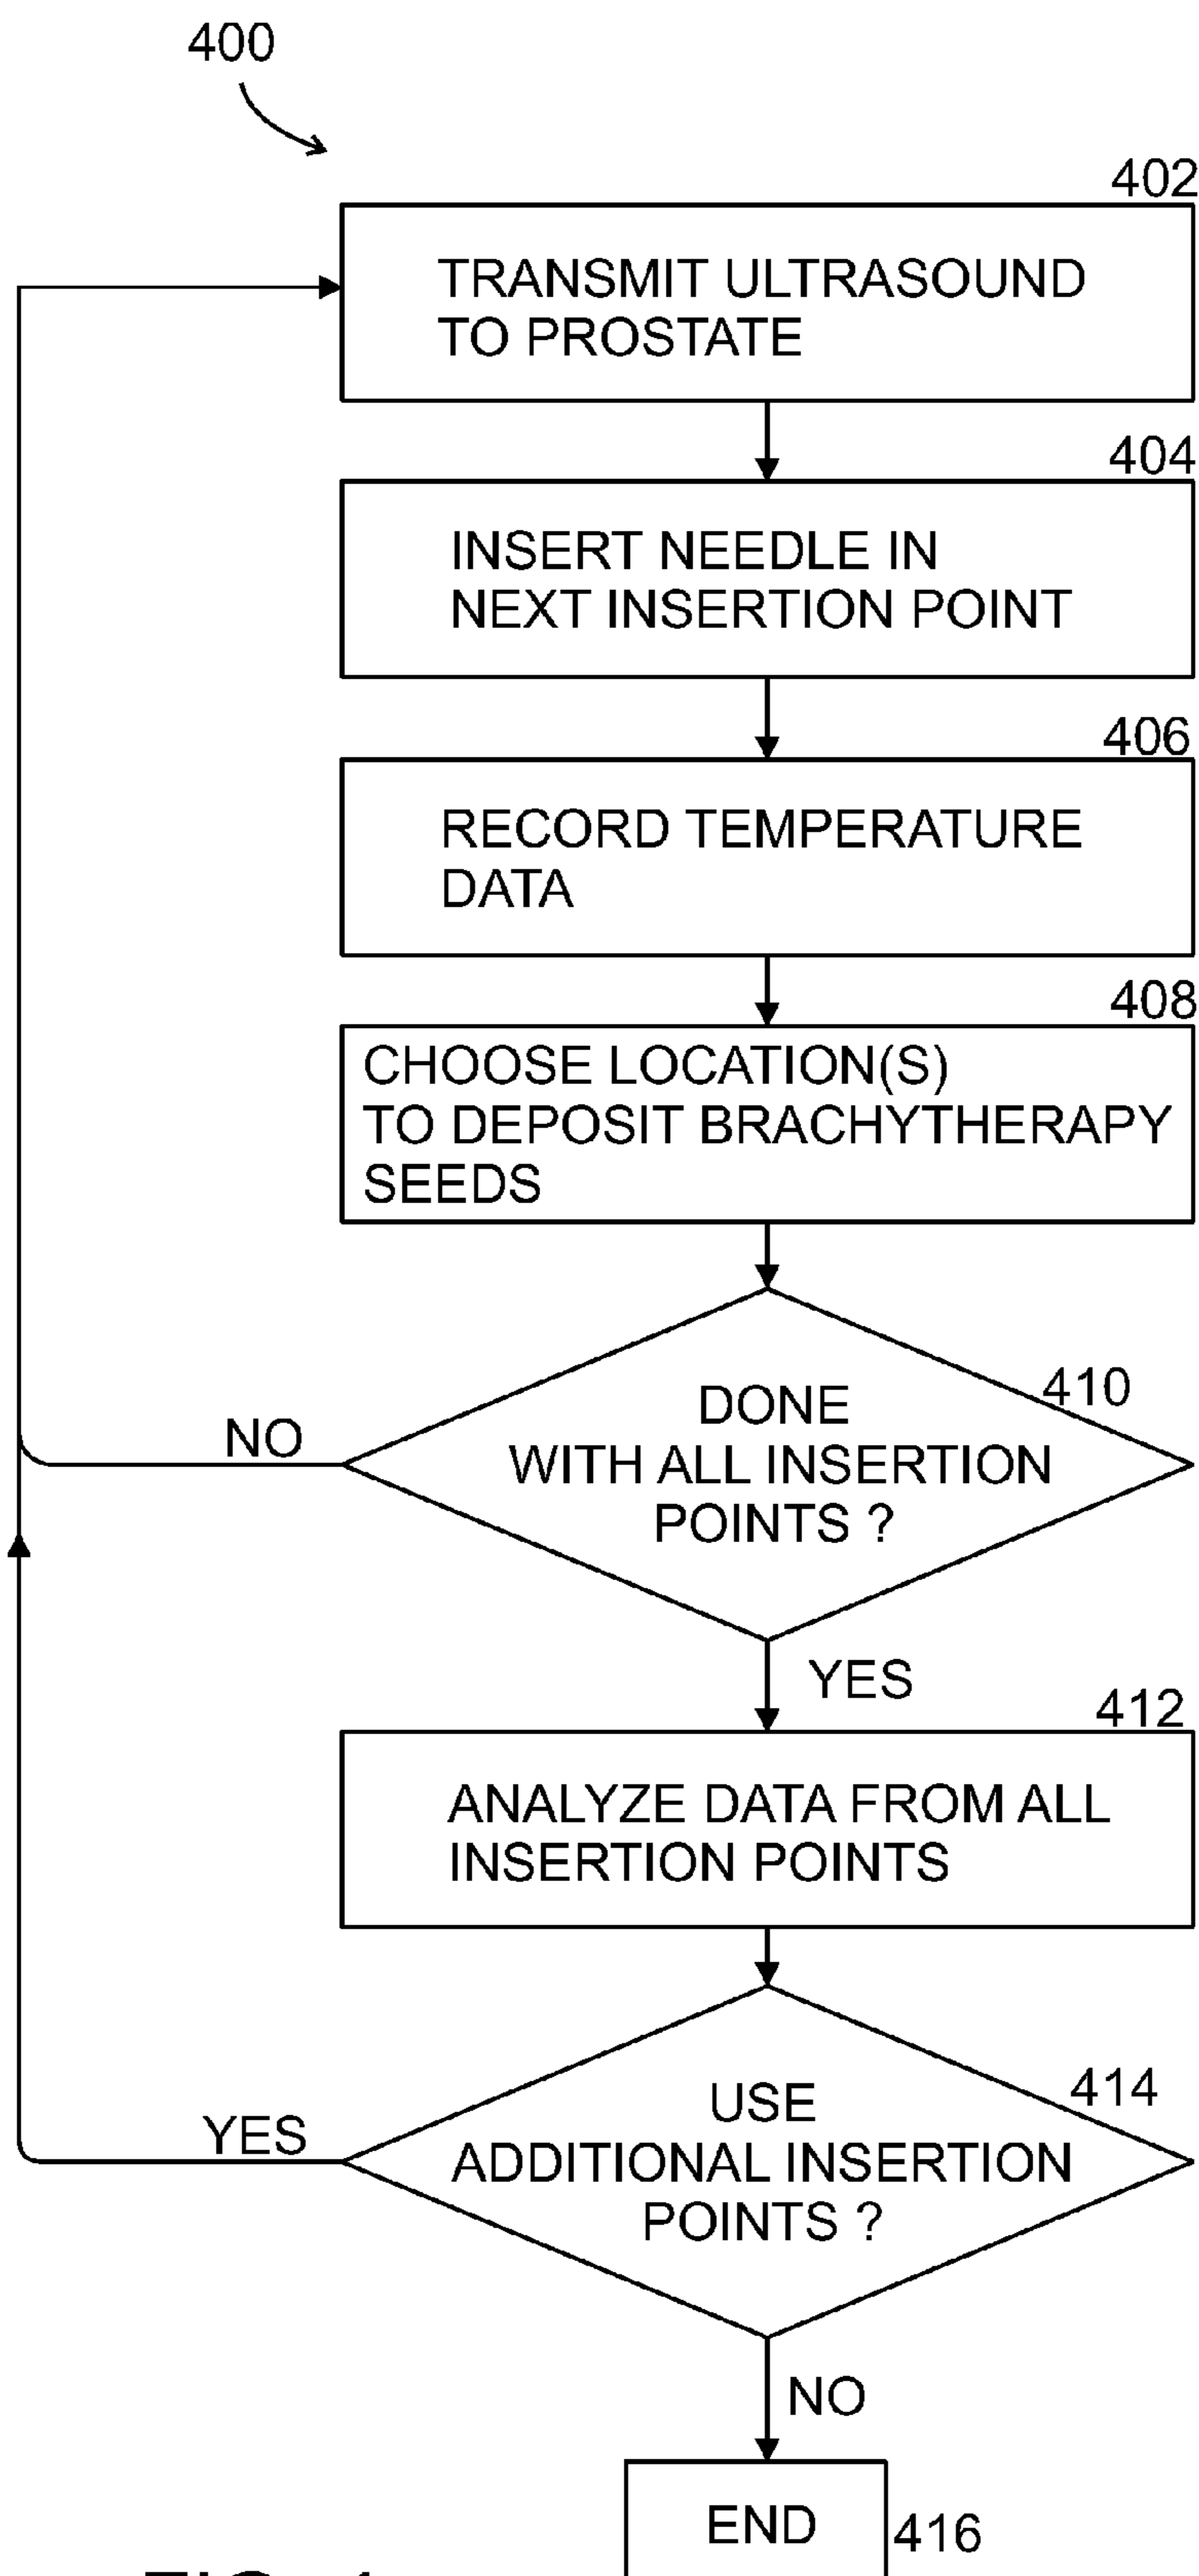 400
402
TRANSMIT ULTRASOUND
TO PROSTATE
404
INSERT NEEDLE IN
NEXT INSERTION POINT
406
RECORD TEMPERATURE
DATA
408
CHOOSE LOCATION(S)
TO DEPOSIT BRACHYTHERAPY
SEEDS
410
DONE
WITH ALL INSERTION
POINTS ?
NO
YES
412
ANALYZE DATA FROM ALL
INSERTION POINTS
414
USE
ADDITIONAL INSERTION
POINTS ?
YES
NO
END
416